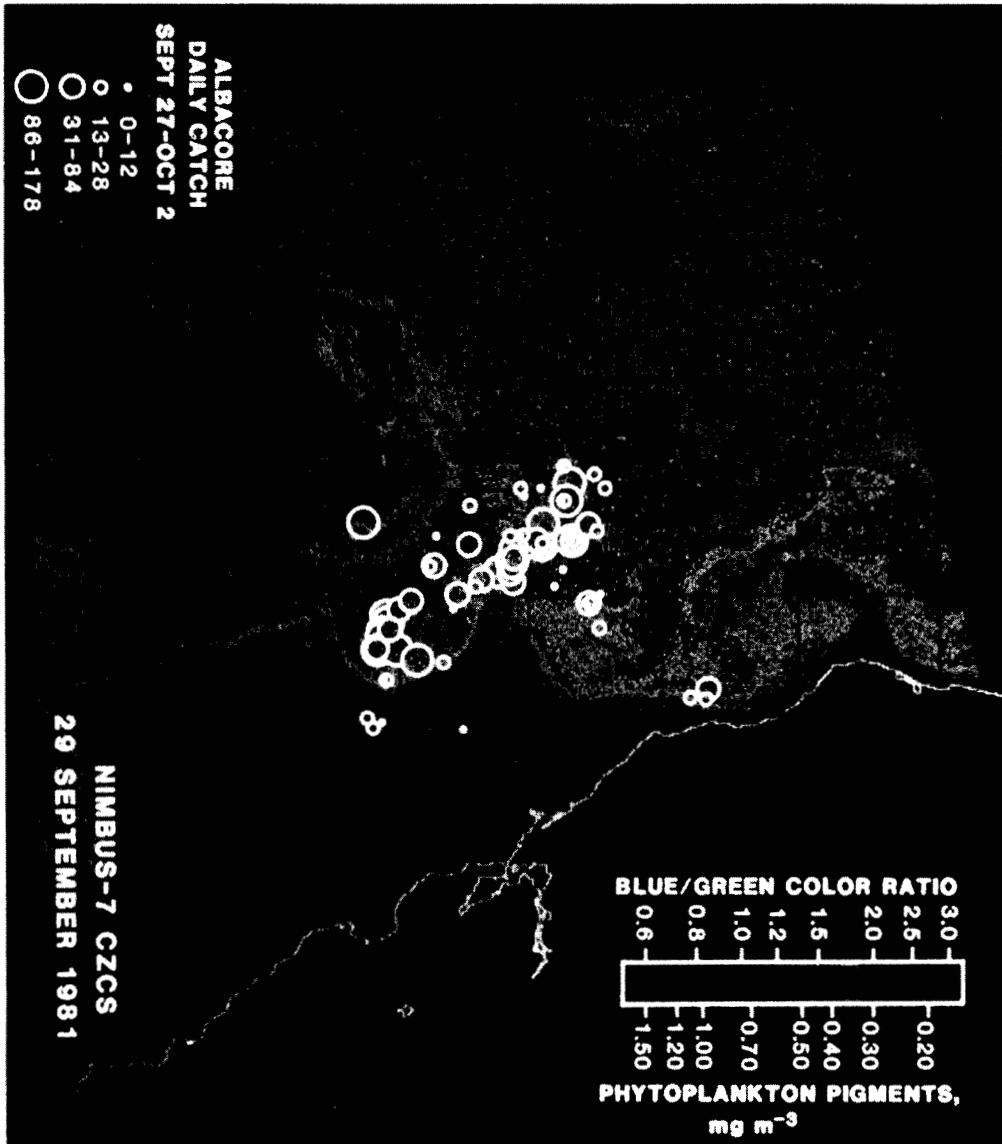 ALBACORE
DAILY CATCH
SEPT 27-OCT 2
0-12
13-28
31-84
86-178
NIMBUS-7 CZCS
29 SEPTEMBER 1981
BLUE/GREEN COLOR RATIO
0.6 0.8 1.0 1.2 1.5 2.0 2.5 3.0
1.50 1.20 1.00 0.70 0.50 0.40 0.30 0.20
PHYTOPLANKTON PIGMENTS,
mg m⁻³